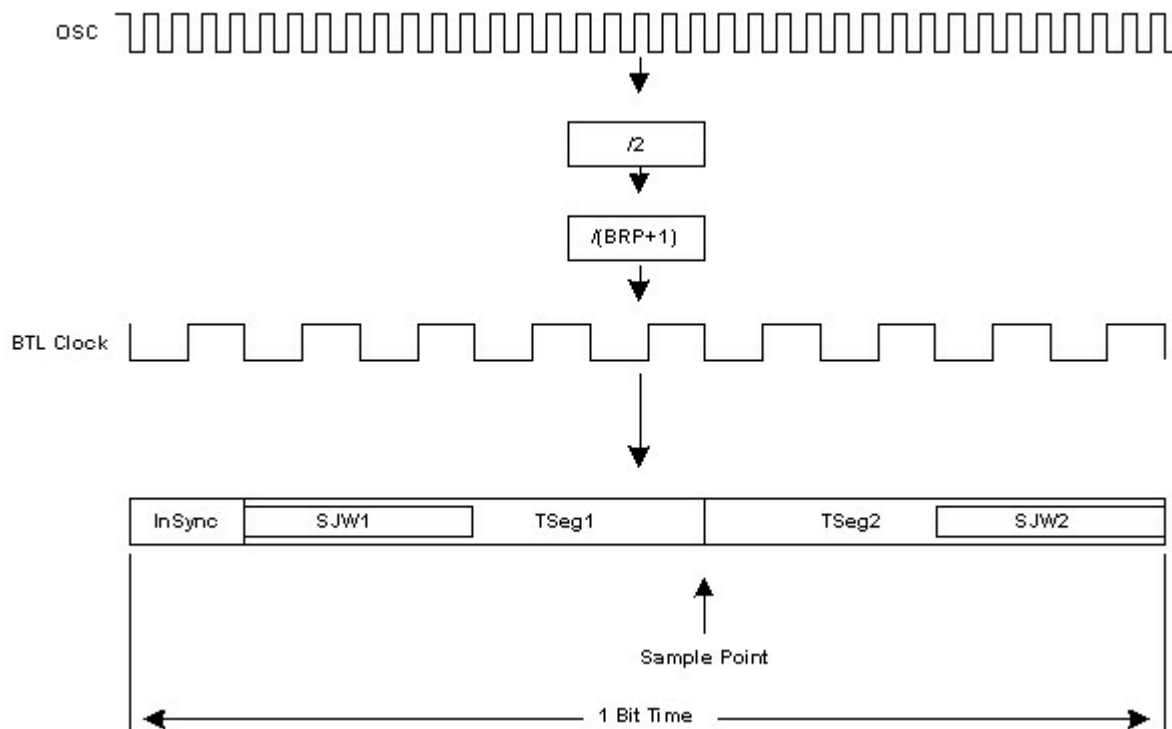 OSC
/2
/(BRP+1)
BTL Clock
InSync SJW1 TSeg1 TSeg2 SJW2
Sample Point
1 Bit Time